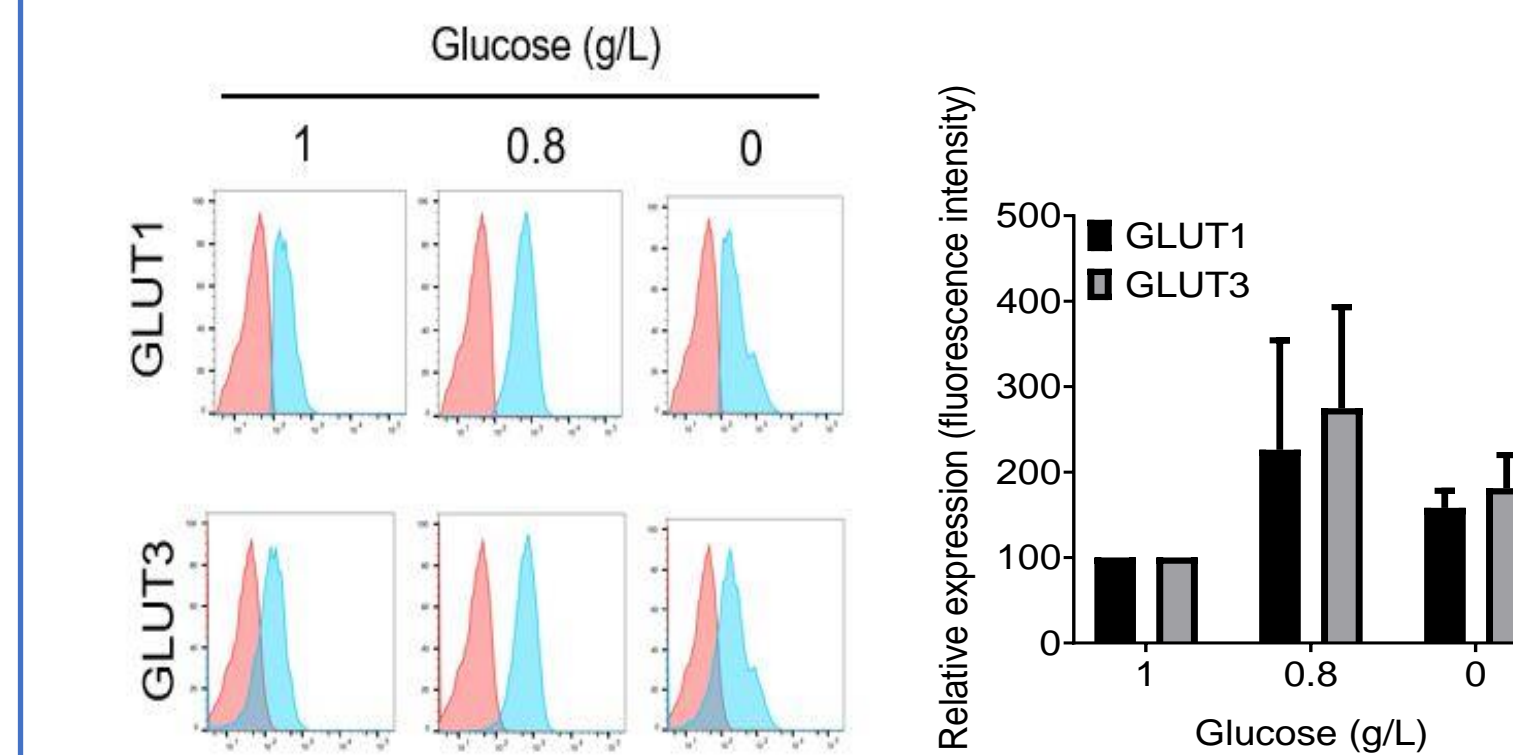 Glucose (g/L)
1 0.8 0
GLUT1
GLUT3
Relative expression (fluorescence intensity)
500
400
300
200
100
0
GLUT1
GLUT3
1 0.8 0
Glucose (g/L)